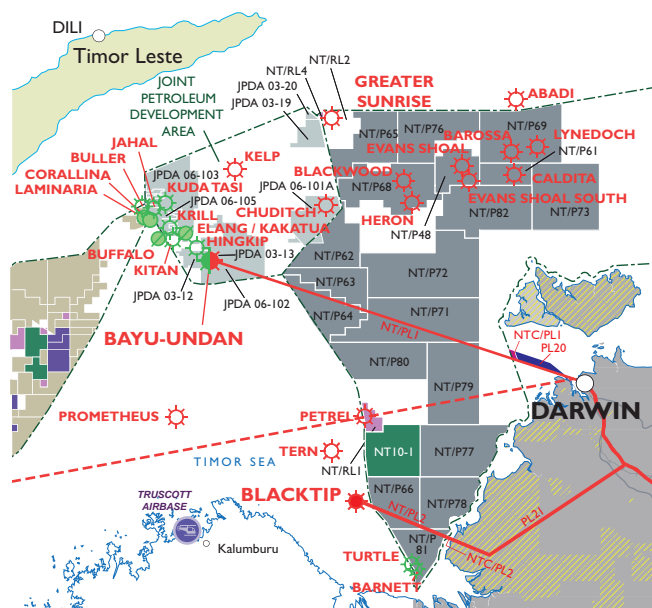 DILI
Timor Leste
JOINT
PETROLEUM
DEVELOPMENT
AREA
NT/RL2
NT/RL4
JPDA 03-20
JPDA 03-19
GREATER
SUNRISE
ABADI
NT/P65
NT/P76
NT/P69
EVANS SHOAL
BAROSSA
LYNEDOCH
NT/P61
JAHAL
BULLER
CORALLINA
LAMINARIA
JPDA 06-103
KELP
KUDA TASI
JPDA 06-105
BLACKWOOD
NT/P68
CALDITA
JPDA 06-101A
CHUDITCH
EVANS SHOAL SOUTH
KRILL
ELANG / KAKATUA
HINGKIP
HERON
NT/P48
NT/P82
NT/P73
BUFFALO
KITAN
JPDA 03-13
JPDA 03-12
JPDA 06-102
NT/P62
NT/P72
NT/P63
NT/P64
NT/P71
NT/PL1
BAYU-UNDAN
NTC/PL1
PL20
NT/P80
NT/P79
DARWIN
PROMETHEUS
PETREL
TERN
NT/RL1
NT10-1
NT/P77
TIMOR SEA
BLACKTIP
NT/P66
NT/P78
NT/PL2
PL21
TRUSCOTT
AIRBASE
Kalumburu
NT/P
81
NTC/PL2
TURTLE
BARNETT